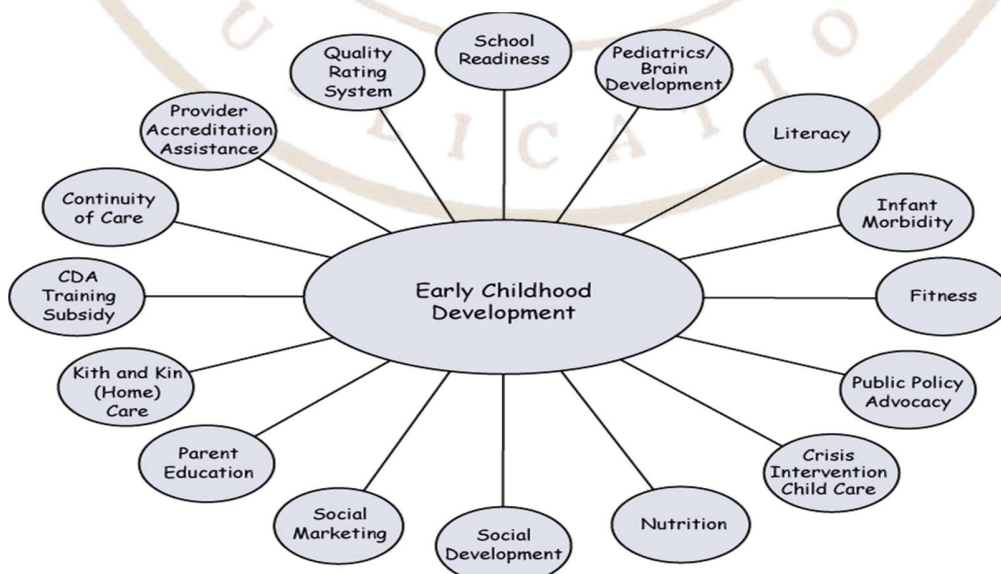 School
Readiness
Pediatrics/
Brain
Development
Literacy
Infant
Morbidity
Fitness
Public Policy
Advocacy
Crisis
Intervention
Child Care
Nutrition
Social
Development
Social
Marketing
Parent
Education
Kith and Kin
(Home)
Care
CDA
Training
Subsidy
Continuity
of Care
Provider
Accreditation
Assistance
Quality
Rating
System
Early Childhood
Development